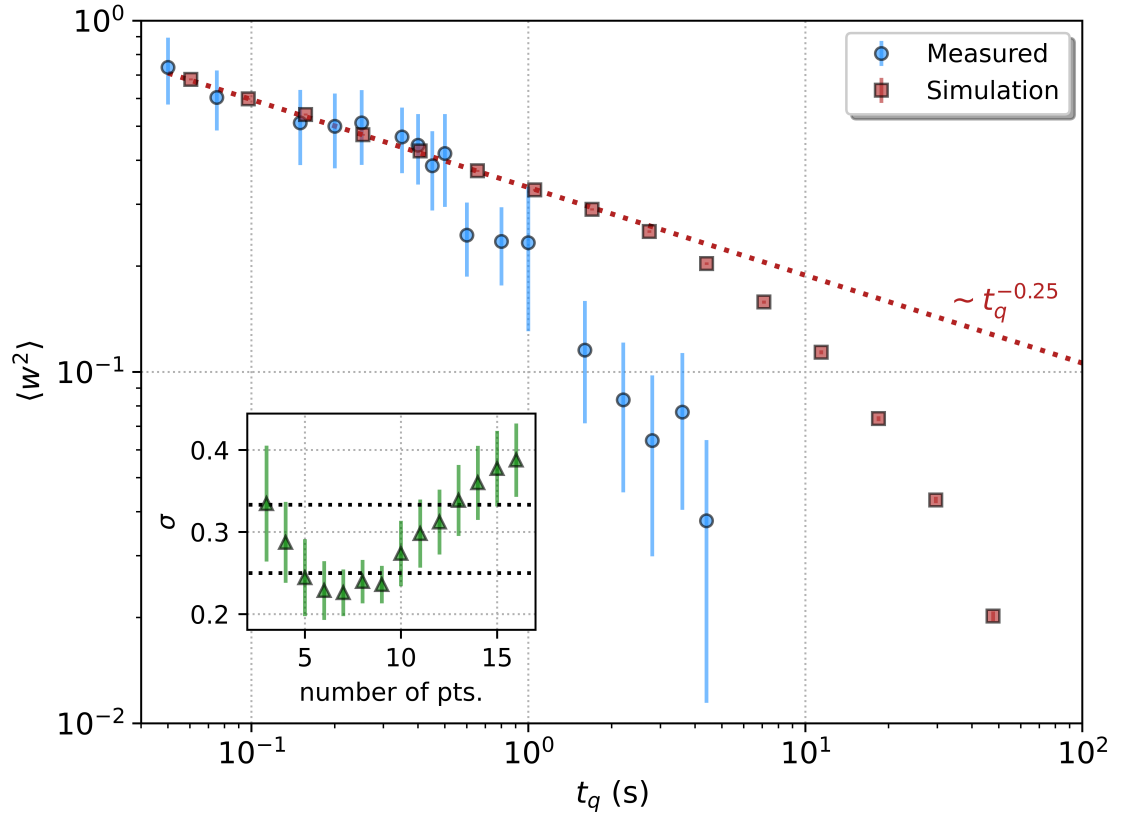 10⁰
Measured
Simulation
~ t_q^−0.25
⟨w²⟩
10⁻¹
0.4
σ
0.3
0.2
5 10 15
number of pts.
10⁻²
10⁻¹ 10⁰ 10¹ 10²
t_q (s)